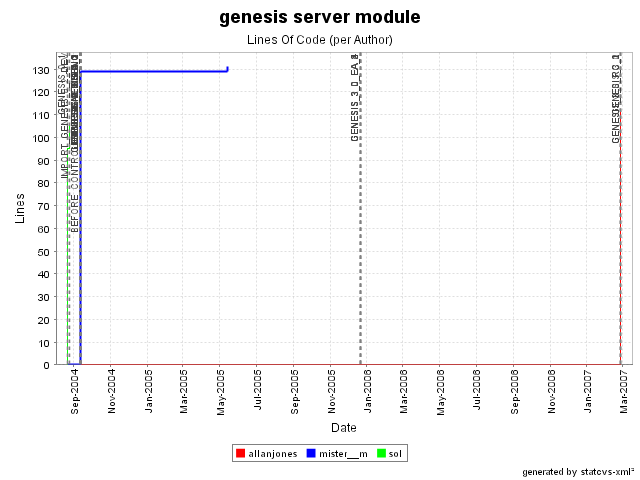 genesis server module
Lines Of Code (per Author)
Lines
130
120
110
100
90
80
70
60
50
40
30
20
10
0
GENESIS_3_0_EA_3
Sep-2004
Nov-2004
Jan-2005
Mar-2005
May-2005
Jul-2005
Sep-2005
Nov-2005
Jan-2006
Mar-2006
May-2006
Jul-2006
Sep-2006
Nov-2006
Jan-2007
Mar-2007
Date
allanjones
mister__m
sol
generated by statcvs-xml²